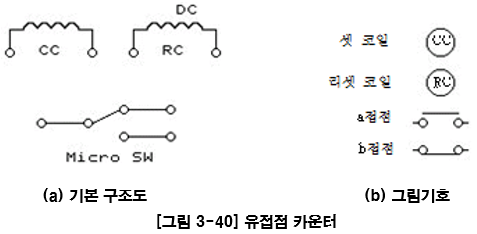 DC
CC
RC
Micro SW
(a) 기본 구조도
셋 코일
CC
리셋 코일
RC
a접점
b접점
(b) 그림기호
[그림 3-40] 유접점 카운터